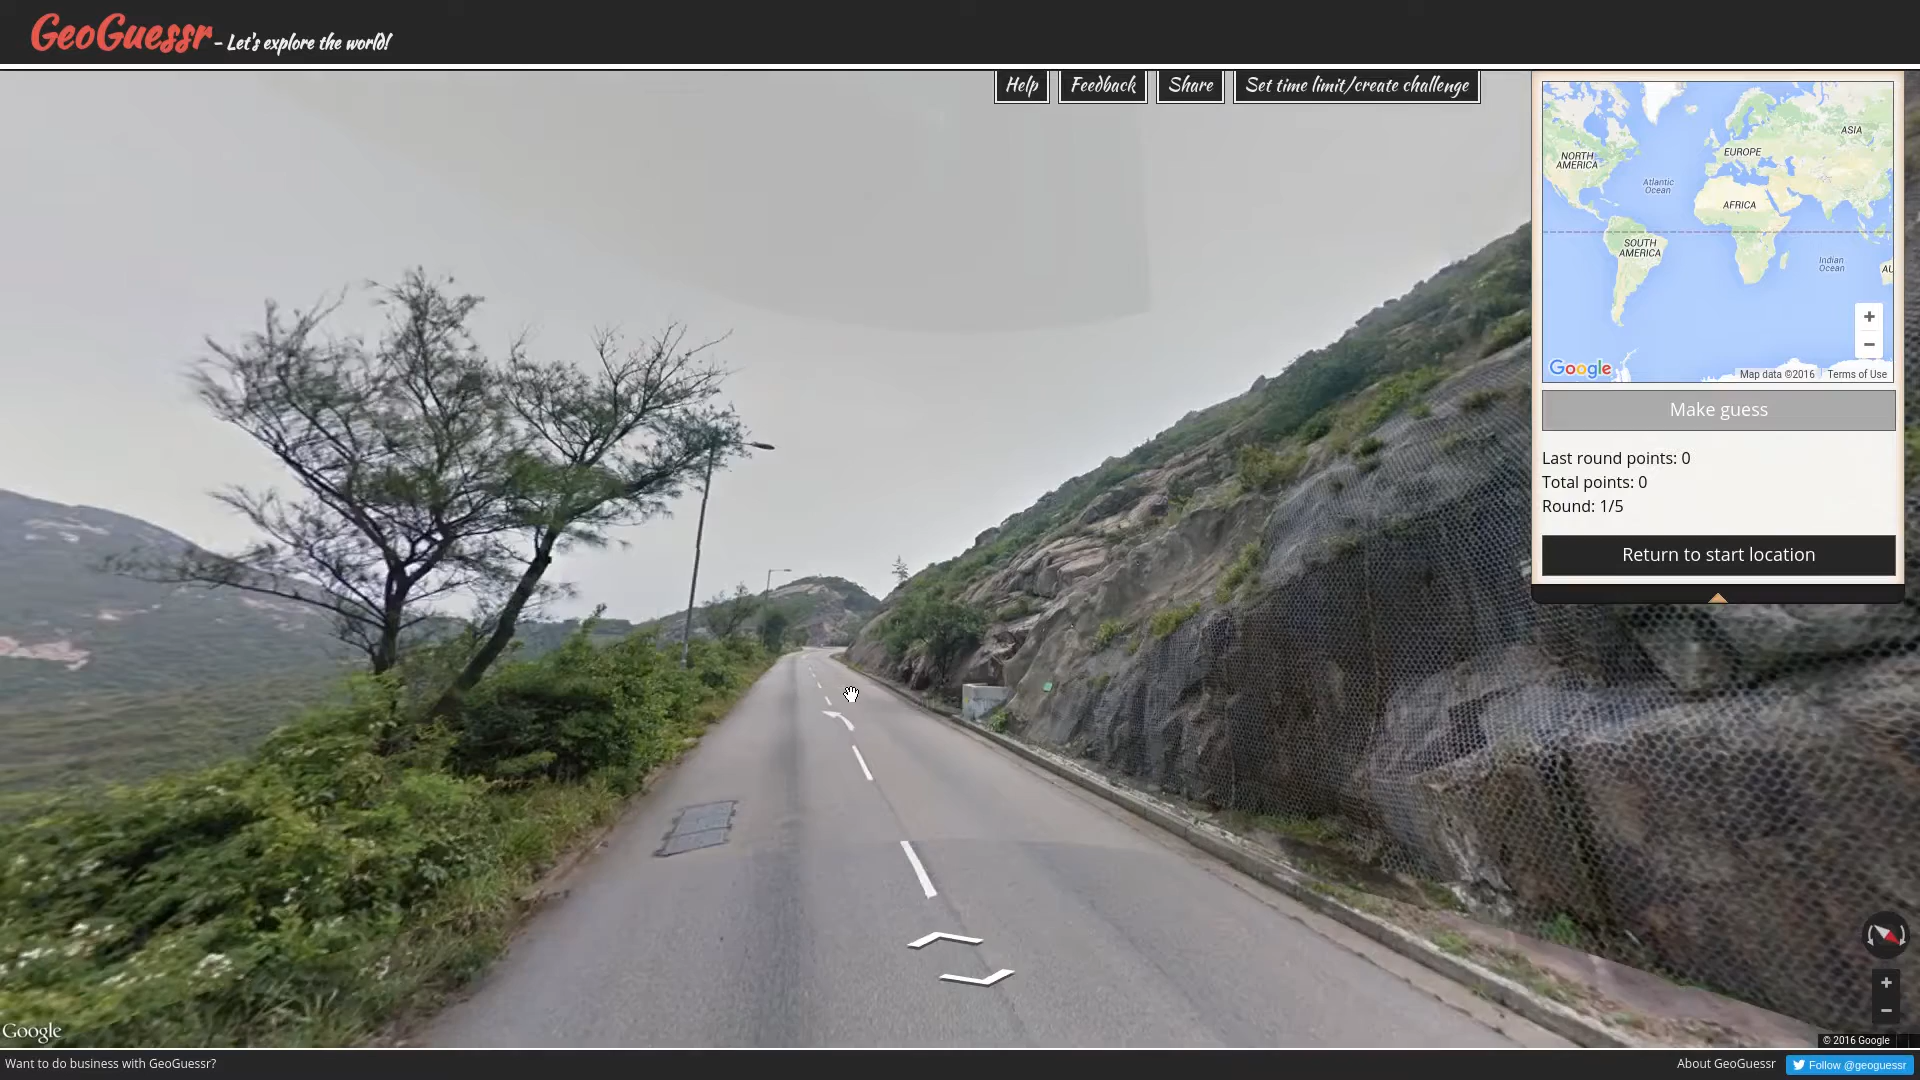 GeoGuessr - Let's explore the world!
Help
Feedback
Share
Set time limit/create challenge
NORTH AMERICA
Atlantic Ocean
EUROPE
ASIA
AFRICA
SOUTH AMERICA
Indian Ocean
AU
+
−
Google
Map data ©2016
Terms of Use
Make guess
Last round points: 0
Total points: 0
Round: 1/5
Return to start location
+
−
Google
© 2016 Google
Want to do business with GeoGuessr?
About GeoGuessr
Follow @geoguessr